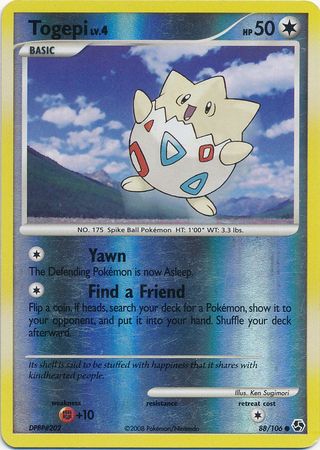 Togepi LV.4 HP 50
BASIC
NO. 175 Spike Ball Pokémon HT: 1'00" WT: 3.3 lbs.
Yawn
The Defending Pokémon is now Asleep.
Find a Friend
Flip a coin. If heads, search your deck for a Pokémon, show it to
your opponent, and put it into your hand. Shuffle your deck
afterward.
Its shell is said to be stuffed with happiness that it shares with
kindhearted people.
Illus. Ken Sugimori
weakness resistance retreat cost
+10
DPBP#202 ©2008 Pokémon/Nintendo 88/106